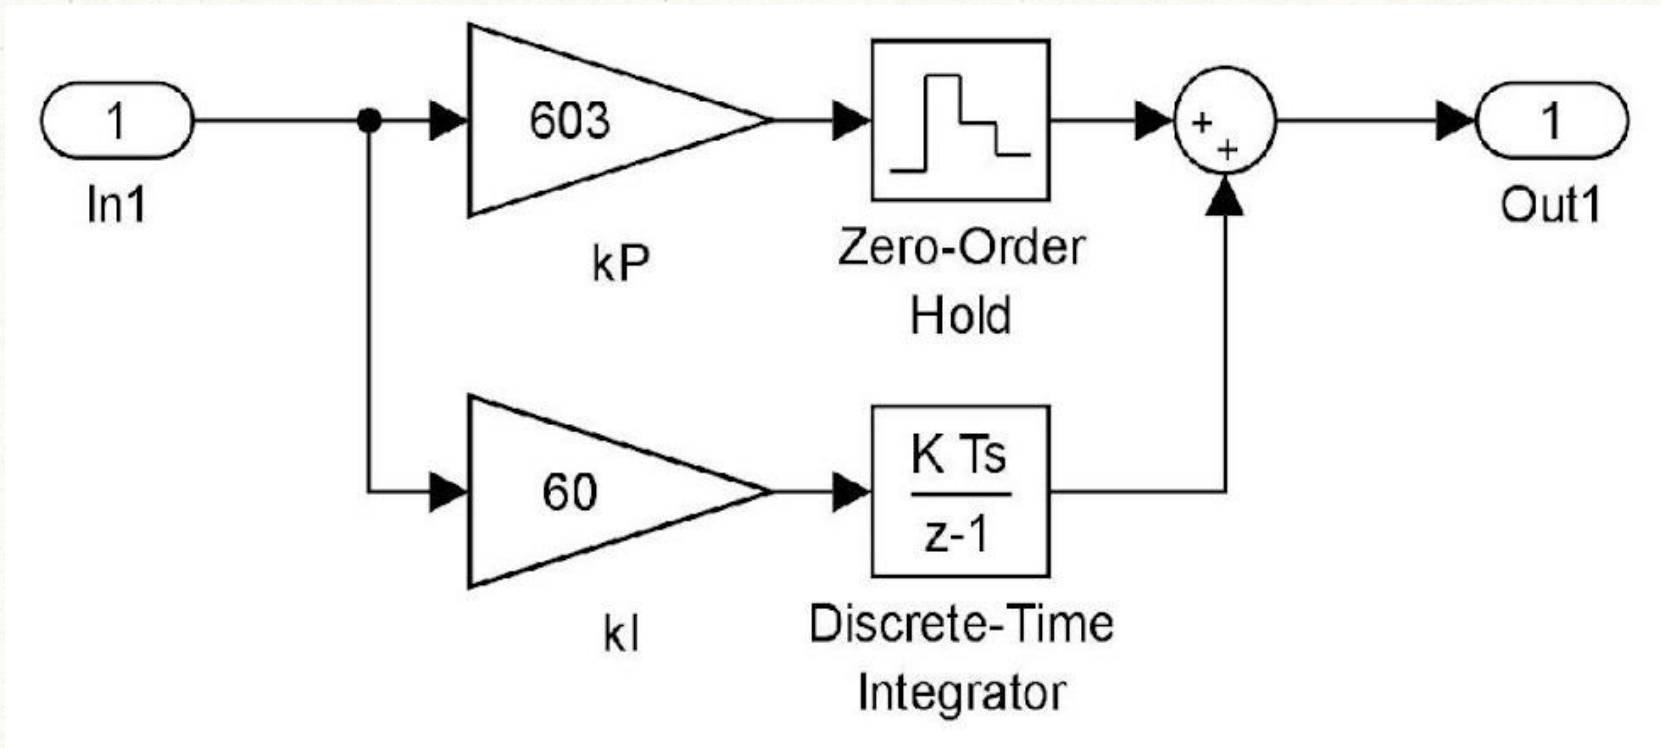 1
In1
603
kP
Zero-Order
Hold
+
+
1
Out1
60
kI
K Ts
z-1
Discrete-Time
Integrator